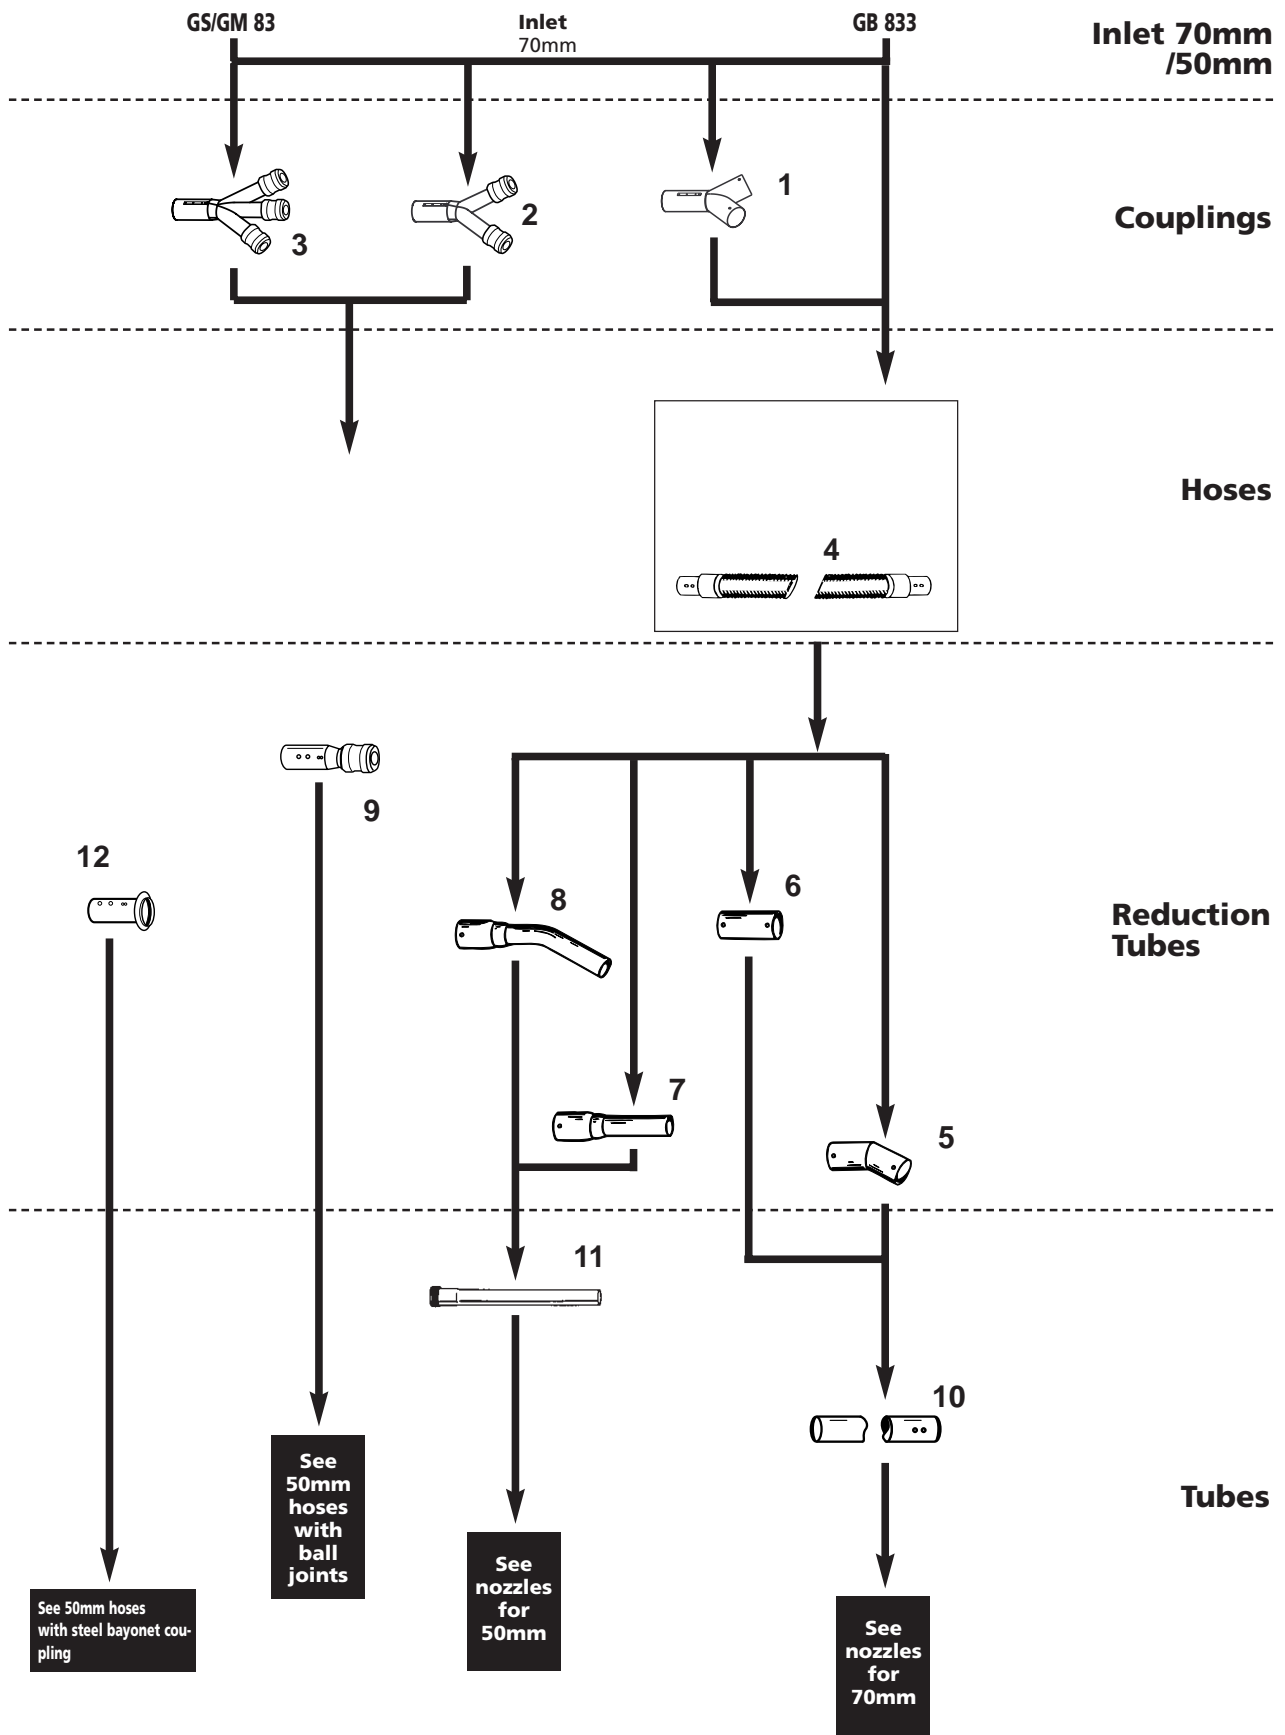 GS/GM 83
Inlet
70mm
GB 833
Inlet 70mm
/50mm
1
2
3
Couplings
Hoses
4
9
12
8
6
Reduction
Tubes
7
5
11
10
See
50mm
hoses
with
ball
joints
Tubes
See
nozzles
for
50mm
See 50mm hoses
with steel bayonet cou-
pling
See
nozzles
for
70mm